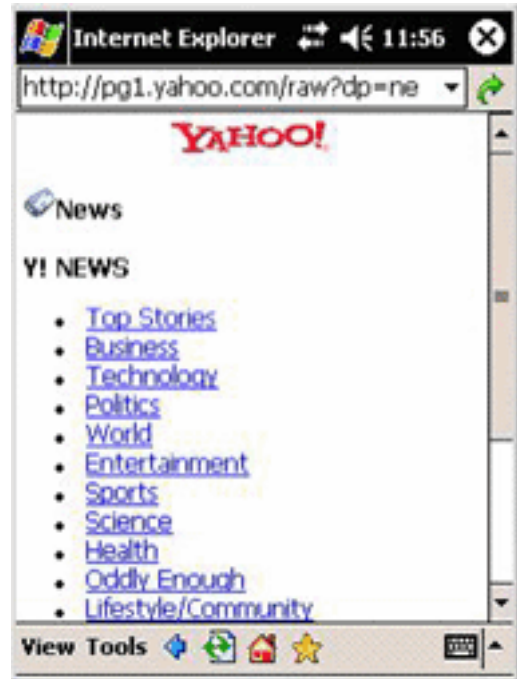 Internet Explorer 11:56
http://pg1.yahoo.com/raw?dp=ne
YAHOO!
News
Y! NEWS
Top Stories
Business
Technology
Politics
World
Entertainment
Sports
Science
Health
Oddly Enough
Lifestyle/Community
View Tools